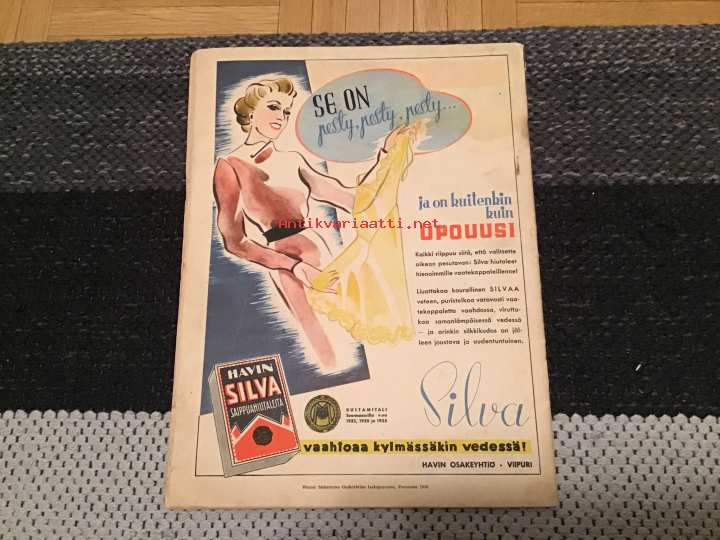 SE ON
pesty, pesty, pesty...
ja on kuitenkin
kuin
UPOUUSI
Kaikki riippuu siitä, että valitsette
oikean pesutavan: Silva hiutaleet
hienoimmille vaatekappaleillenne!
Liuottakaa kourallinen SILVAA
veteen, puristelkaa varovasti vaa-
tekappaletta vaahdossa, virutta-
kaa samanlämpöisessä vedessä
— ja arinkin silkkikudos on jäl-
leen joustava ja uudentuntuinen.
Antikvariaatti.net
HAVIN
SILVA
SAIPPUAHIUTALEITA
KULTAMITALI
Suomessa
Silva
vaahtoaa kylmässäkin vedessä!
HAVIN OSAKEYHTIÖ - VIIPURI